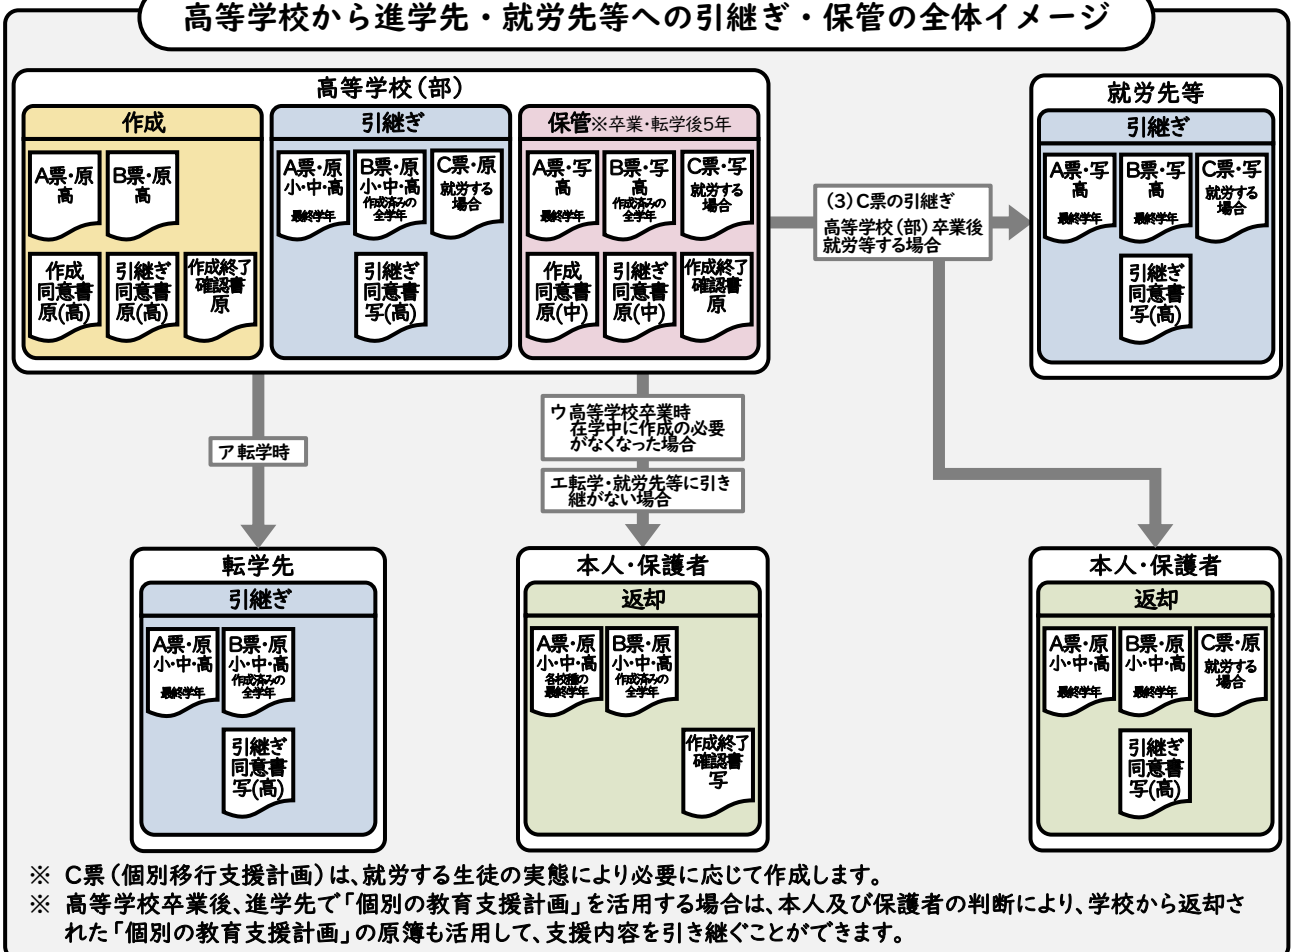 高等学校から進学先・就労先等への引継ぎ・保管の全体イメージ
高等学校(部)
作成
A票・原
高
B票・原
高
作成
同意書
原(高)
引継ぎ
同意書
原(高)
作成終了
確認書
原
引継ぎ
A票・原
小・中・高
最終学年
B票・原
小・中・高
作成済みの
全学年
C票・原
就労する
場合
引継ぎ
同意書
写(高)
保管※卒業・転学後5年
A票・写
高
最終学年
B票・写
高
作成済みの
全学年
C票・写
就労する
場合
作成
同意書
原(中)
引継ぎ
同意書
原(中)
作成終了
確認書
原
(3)C票の引継ぎ
高等学校(部)卒業後
就労等する場合
就労先等
引継ぎ
A票・写
高
最終学年
B票・写
高
最終学年
C票・写
就労する
場合
引継ぎ
同意書
写(高)
ア転学時
ウ高等学校卒業時
在学中に作成の必要
がなくなった場合
エ転学・就労先等に引き
継がない場合
転学先
引継ぎ
A票・原
小・中・高
最終学年
B票・原
小・中・高
作成済みの
全学年
引継ぎ
同意書
写(高)
本人・保護者
返却
A票・原
小・中・高
各校種の
最終学年
B票・原
小・中・高
作成済みの
全学年
作成終了
確認書
写
本人・保護者
返却
A票・原
小・中・高
最終学年
B票・原
小・中・高
最終学年
C票・原
就労する
場合
引継ぎ
同意書
写(高)
※ C票(個別移行支援計画)は、就労する生徒の実態により必要に応じて作成します。
※ 高等学校卒業後、進学先で「個別の教育支援計画」を活用する場合は、本人及び保護者の判断により、学校から返却さ
れた「個別の教育支援計画」の原簿も活用して、支援内容を引き継ぐことができます。